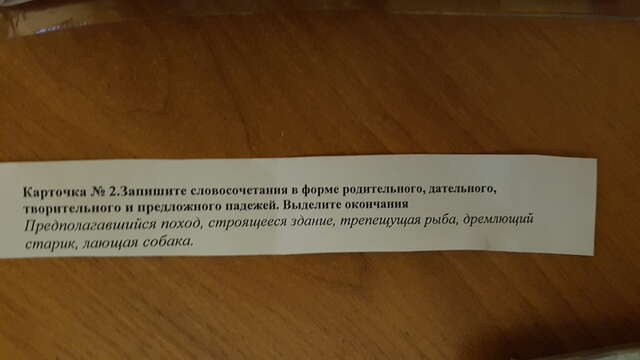 Карточка № 2.Запишите словосочетания в форме родительного, дательного,
творительного и предложного падежей. Выделите окончания
Предполагавшийся поход, строящееся здание, трепещущая рыба, дремлющий
старик, лающая собака.